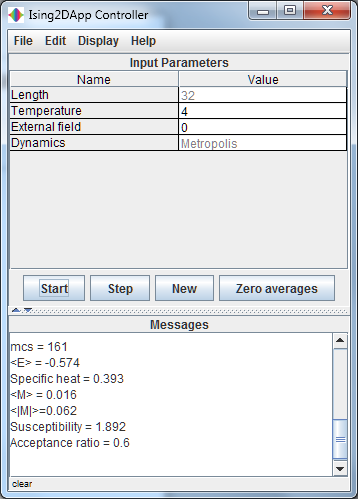 Ising2DApp Controller
File Edit Display Help
Input Parameters
Name Value
Length 32
Temperature 4
External field 0
Dynamics Metropolis
Start Step New Zero averages
Messages
mcs = 161
<E> = -0.574
Specific heat = 0.393
<M> = 0.016
<|M|>=0.062
Susceptibility = 1.892
Acceptance ratio = 0.6
clear